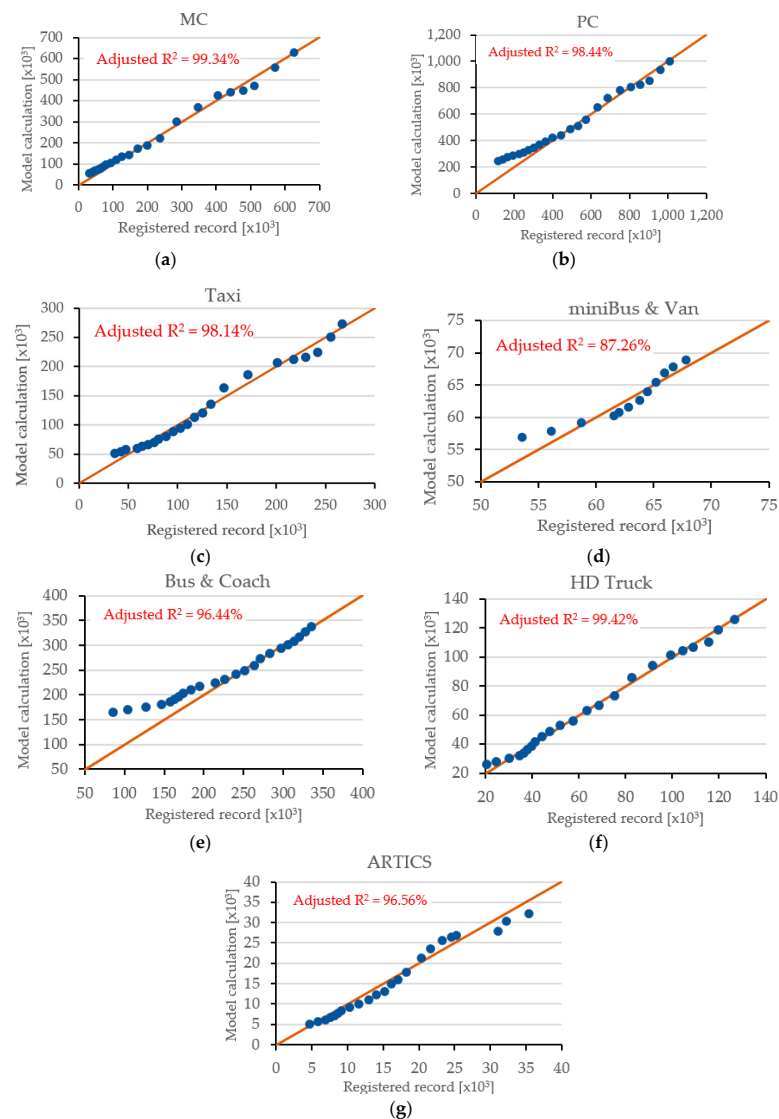 MC
Adjusted R² = 99.34%
Model calculation [x10³]
700
600
500
400
300
200
100
0
0 100 200 300 400 500 600 700
Registered record [x10³]
(a)
PC
Adjusted R² = 98.44%
Model calculation [x10³]
1,200
1,000
800
600
400
200
0
0 200 400 600 800 1,000 1,200
Registered record [x10³]
(b)
Taxi
Adjusted R² = 98.14%
Model calculation [x10³]
300
250
200
150
100
50
0
0 50 100 150 200 250 300
Registered record [x10³]
(c)
miniBus & Van
Adjusted R² = 87.26%
Model calculation [x10³]
75
70
65
60
55
50
50 55 60 65 70 75
Registered record [x10³]
(d)
Bus & Coach
Adjusted R² = 96.44%
Model calculation [x10³]
400
350
300
250
200
150
100
50
50 100 150 200 250 300 350 400
Registered record [x10³]
(e)
HD Truck
Adjusted R² = 99.42%
Model calculation [x10³]
140
120
100
80
60
40
20
20 40 60 80 100 120 140
Registered record [x10³]
(f)
ARTICS
Adjusted R² = 96.56%
Model calculation [x10³]
40
35
30
25
20
15
10
5
0
0 5 10 15 20 25 30 35 40
Registered record [x10³]
(g)